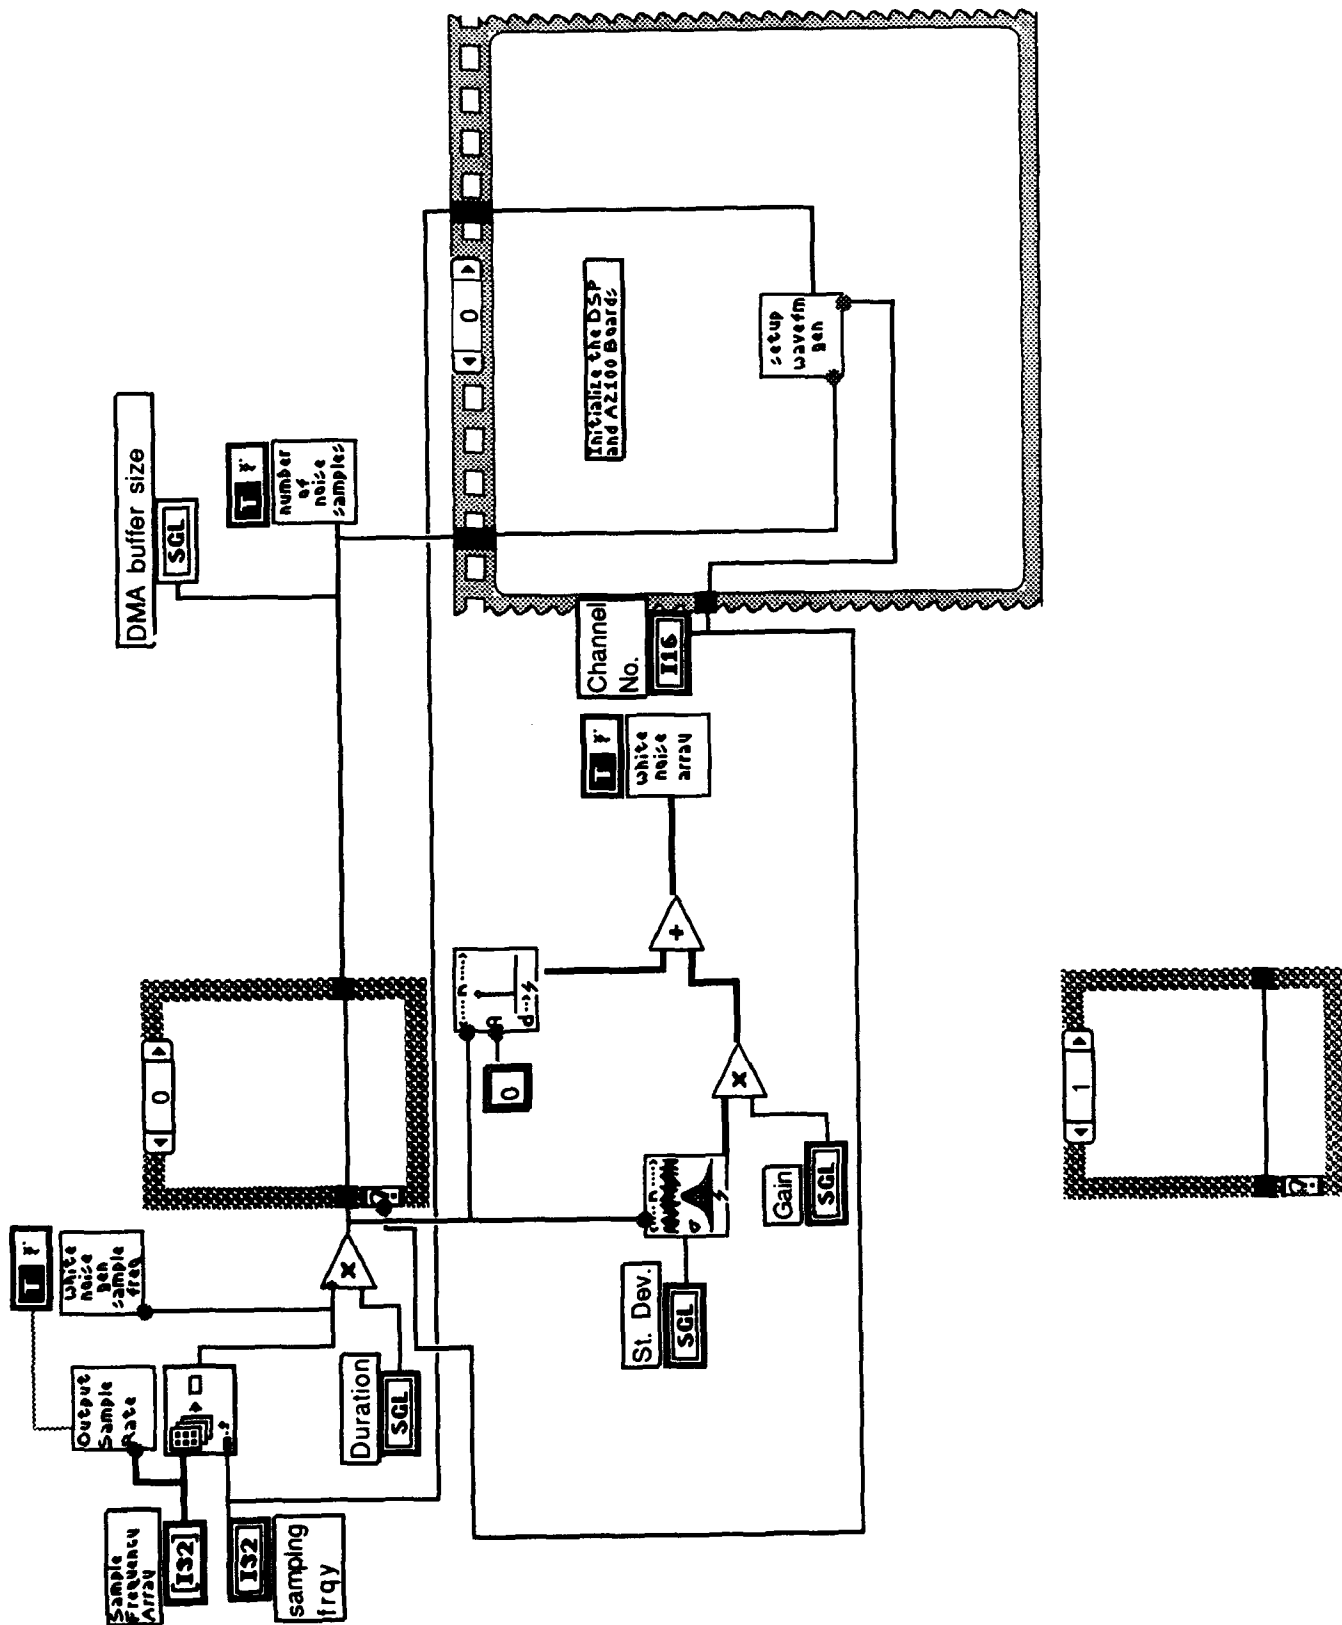 DMA buffer size
SGL
T F
number
of
noise
samples
0
Initialize the DSP
and A2100 Boards
setup
wavefm
gen
Channel
No.
I16
T F
white
noise
array
+
0
n
A
d
0
x
Gain
SGL
n
σ
St. Dev.
SGL
T F
white
noise
gen
sample
freq
x
Output
Sample
Rate
Duration
SGL
Sample
Frequency
Array
[I32]
I32
sampling
frqy
1
?